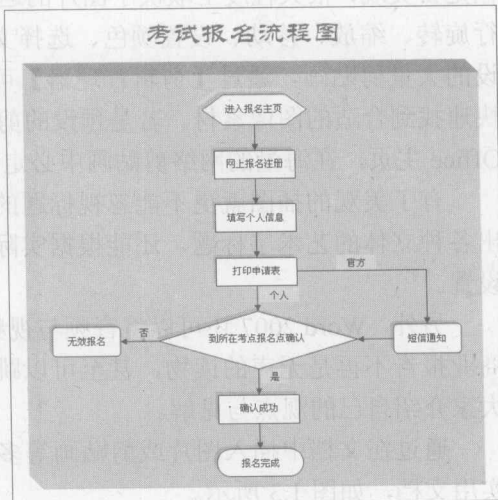 考试报名流程图
进入报名主页
网上报名注册
填写个人信息
打印申请表
官方
个人
到所在考点报名点确认
否
无效报名
短信通知
是
确认成功
报名完成